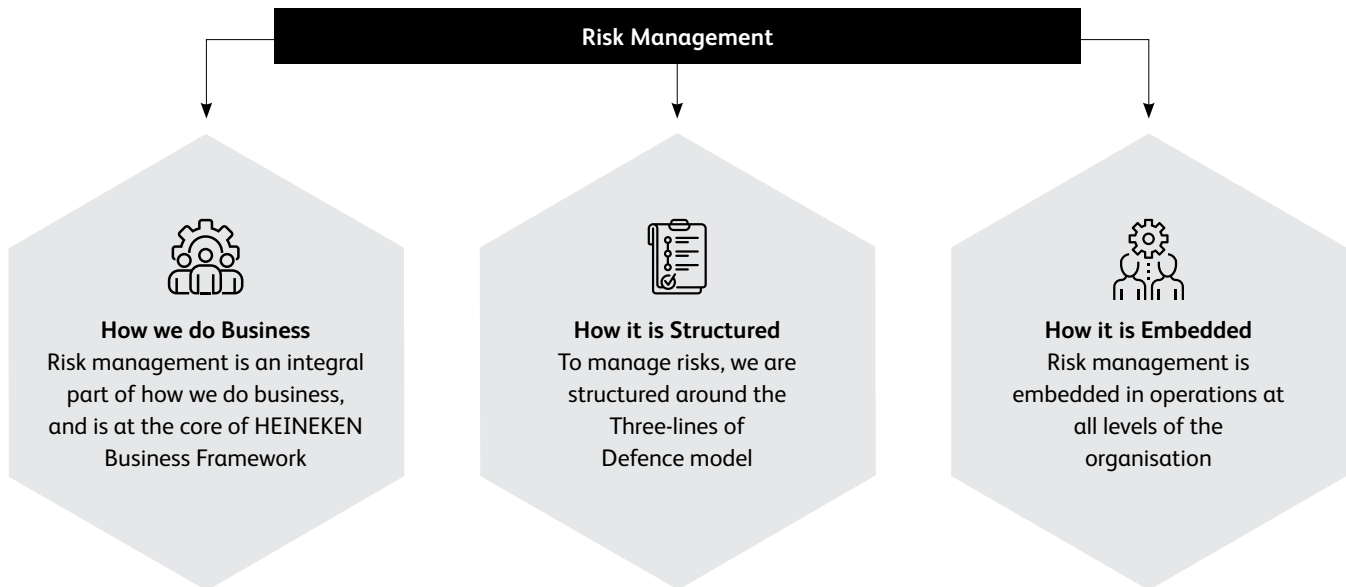 Risk Management
How we do Business
Risk management is an integral
part of how we do business,
and is at the core of HEINEKEN
Business Framework
How it is Structured
To manage risks, we are
structured around the
Three-lines of
Defence model
How it is Embedded
Risk management is
embedded in operations at
all levels of the
organisation